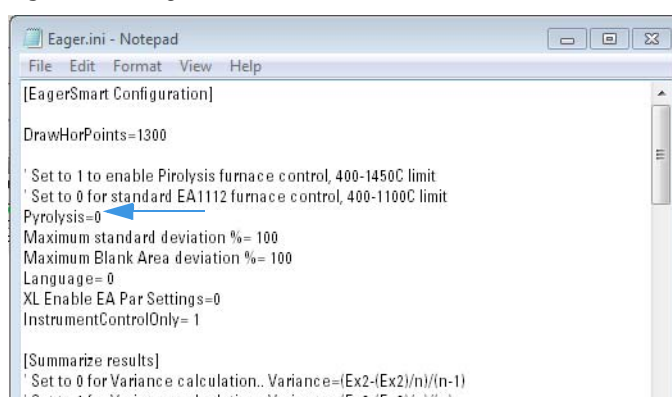 Eager.ini - Notepad
File Edit Format View Help
[EagerSmart Configuration]
DrawHorPoints=1300
' Set to 1 to enable Pirolysis furnace control, 400-1450C limit
' Set to 0 for standard EA1112 furnace control, 400-1100C limit
Pyrolysis=0
Maximum standard deviation %= 100
Maximum Blank Area deviation %= 100
Language= 0
XL Enable EA Par Settings=0
InstrumentControlOnly= 1
[Summarize results]
' Set to 0 for Variance calculation.. Variance=(Ex2-(Ex2)/n)/(n-1)